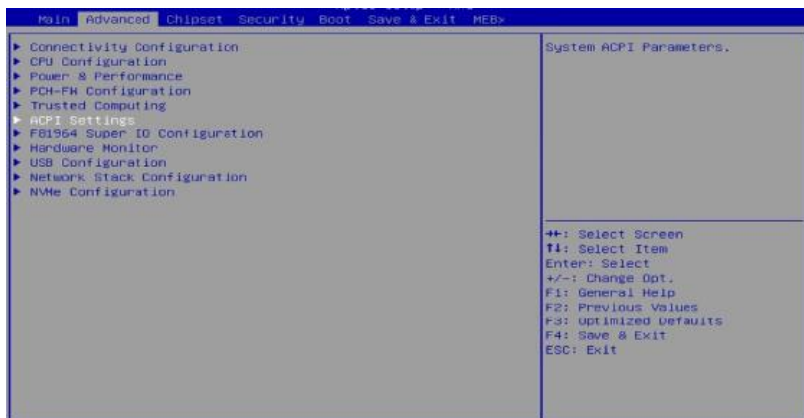 Main Advanced Chipset Security Boot Save & Exit MEBx
Connectivity Configuration
CPU Configuration
Power & Performance
PCH-FW Configuration
Trusted Computing
ACPI Settings
F81964 Super IO Configuration
Hardware Monitor
USB Configuration
Network Stack Configuration
NVMe Configuration
System ACPI Parameters.
→←: Select Screen
↑↓: Select Item
Enter: Select
+/-: Change Opt.
F1: General Help
F2: Previous Values
F3: Optimized Defaults
F4: Save & Exit
ESC: Exit